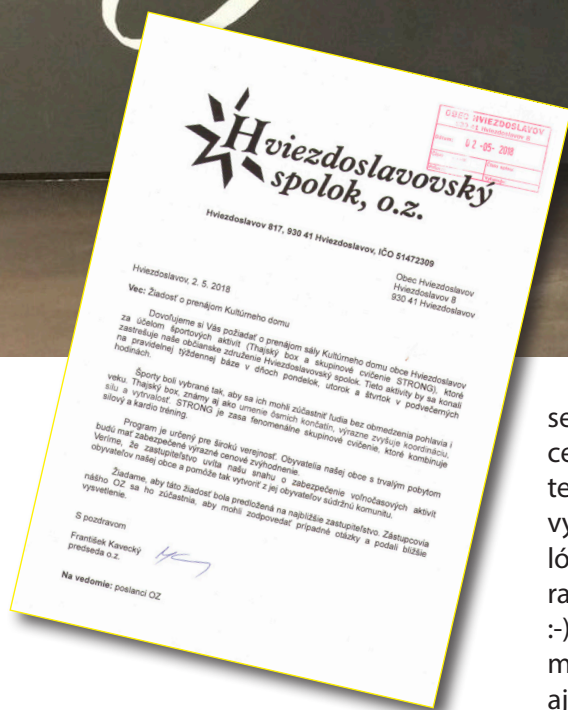 Hviezdoslavovský
spolok, o.z.
OBEC HVIEZDOSLAVOV
02 -05- 2018
Hviezdoslavov 817, 930 41 Hviezdoslavov, IČO 51472309
Obec Hviezdoslavov
Hviezdoslavov 8
930 41 Hviezdoslavov
Hviezdoslavov, 2. 5. 2018
Vec: Žiadosť o prenájom Kultúrneho domu
Dovoľujeme si Vás požiadať o prenájom sály Kultúrneho domu obce Hviezdoslavov
za účelom športových aktivít (Thajský box a skupinové cvičenie STRONG), ktoré
zastrešuje naše občianske združenie Hviezdoslavovský spolok. Tieto aktivity by sa konali
na pravidelnej týždennej báze v dňoch pondelok, utorok a štvrtok v podvečerných
hodinách.
Športy boli vybrané tak, aby sa ich mohli zúčastniť ľudia bez obmedzenia pohlavia i
veku. Thajský box, známy aj ako umenie ôsmich končatín, výrazne zvyšuje koordináciu,
silu a vytrvalosť. STRONG je zasa fenomenálne skupinové cvičenie, ktoré kombinuje
silový a kardio tréning.
Program je určený pre širokú verejnosť. Obyvatelia našej obce s trvalým pobytom
budú mať zabezpečené výrazné cenové zvýhodnenie.
Veríme, že zastupiteľstvo uvíta našu snahu o zabezpečenie voľnočasových aktivít
obyvateľov našej obce a pomôže tak vytvoriť z jej obyvateľov súdržnú komunitu.
Žiadame, aby táto žiadosť bola predložená na najbližšie zastupiteľstvo. Zástupcovia
nášho OZ sa ho zúčastnia, aby mohli zodpovedať prípadné otázky a podali bližšie
vysvetlenie.
S pozdravom
František Kavecký
predseda o.z.
Na vedomie: poslanci OZ
se
ce
te
vy
ló
ra
:-)
m
aj